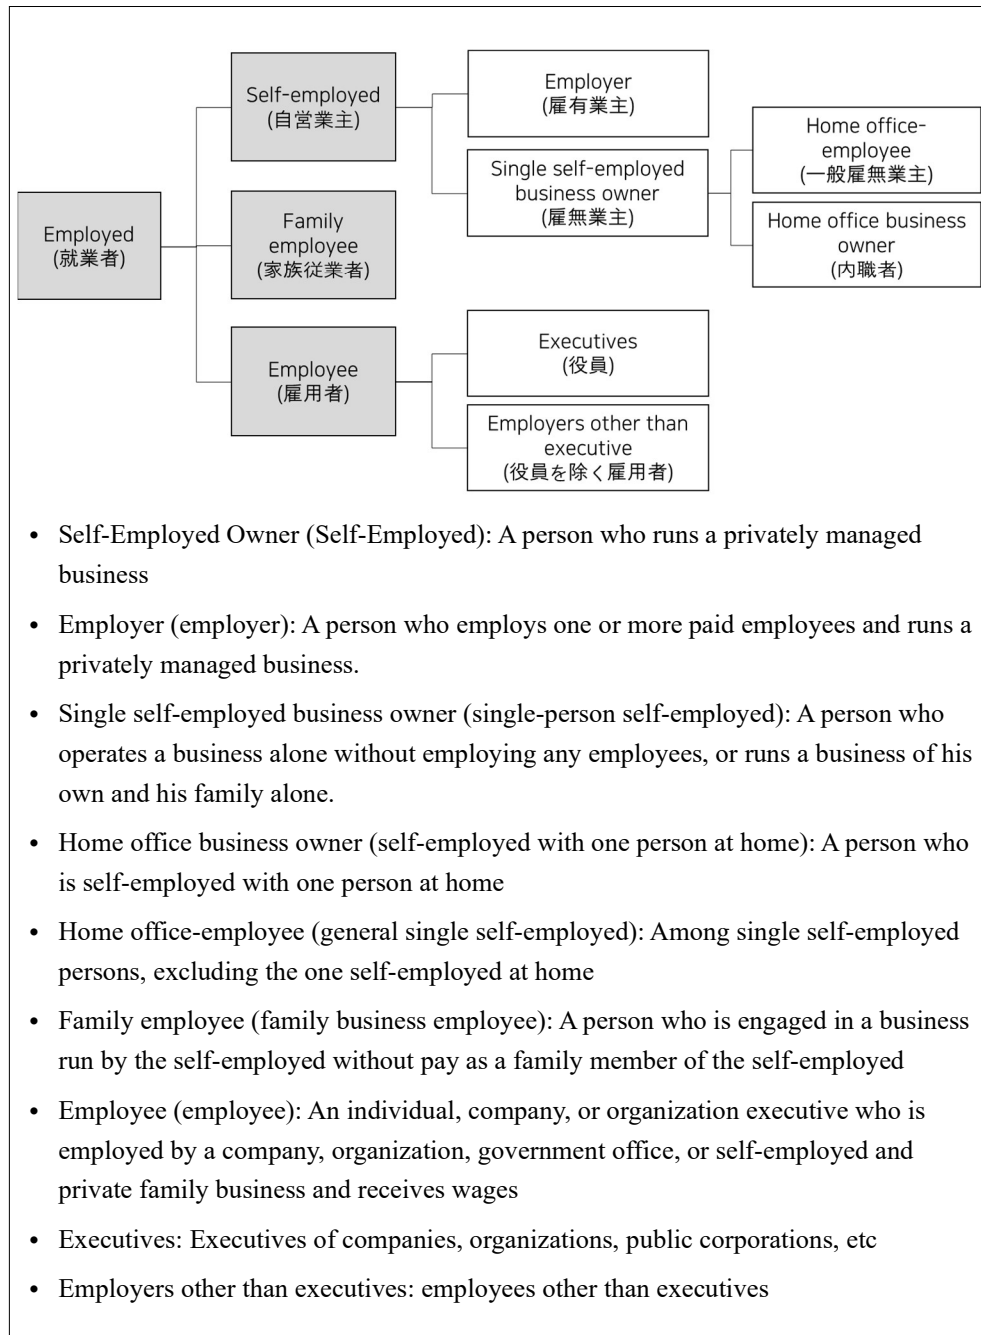 Employed
(就業者)
Self-employed
(自営業主)
Family
employee
(家族従業者)
Employee
(雇用者)
Employer
(雇有業主)
Single self-employed
business owner
(雇無業主)
Executives
(役員)
Employers other than
executive
(役員を除く雇用者)
Home office-
employee
(一般雇無業主)
Home office business
owner
(内職者)
• Self-Employed Owner (Self-Employed): A person who runs a privately managed
business
• Employer (employer): A person who employs one or more paid employees and runs a
privately managed business.
• Single self-employed business owner (single-person self-employed): A person who
operates a business alone without employing any employees, or runs a business of his
own and his family alone.
• Home office business owner (self-employed with one person at home): A person who
is self-employed with one person at home
• Home office-employee (general single self-employed): Among single self-employed
persons, excluding the one self-employed at home
• Family employee (family business employee): A person who is engaged in a business
run by the self-employed without pay as a family member of the self-employed
• Employee (employee): An individual, company, or organization executive who is
employed by a company, organization, government office, or self-employed and
private family business and receives wages
• Executives: Executives of companies, organizations, public corporations, etc
• Employers other than executives: employees other than executives